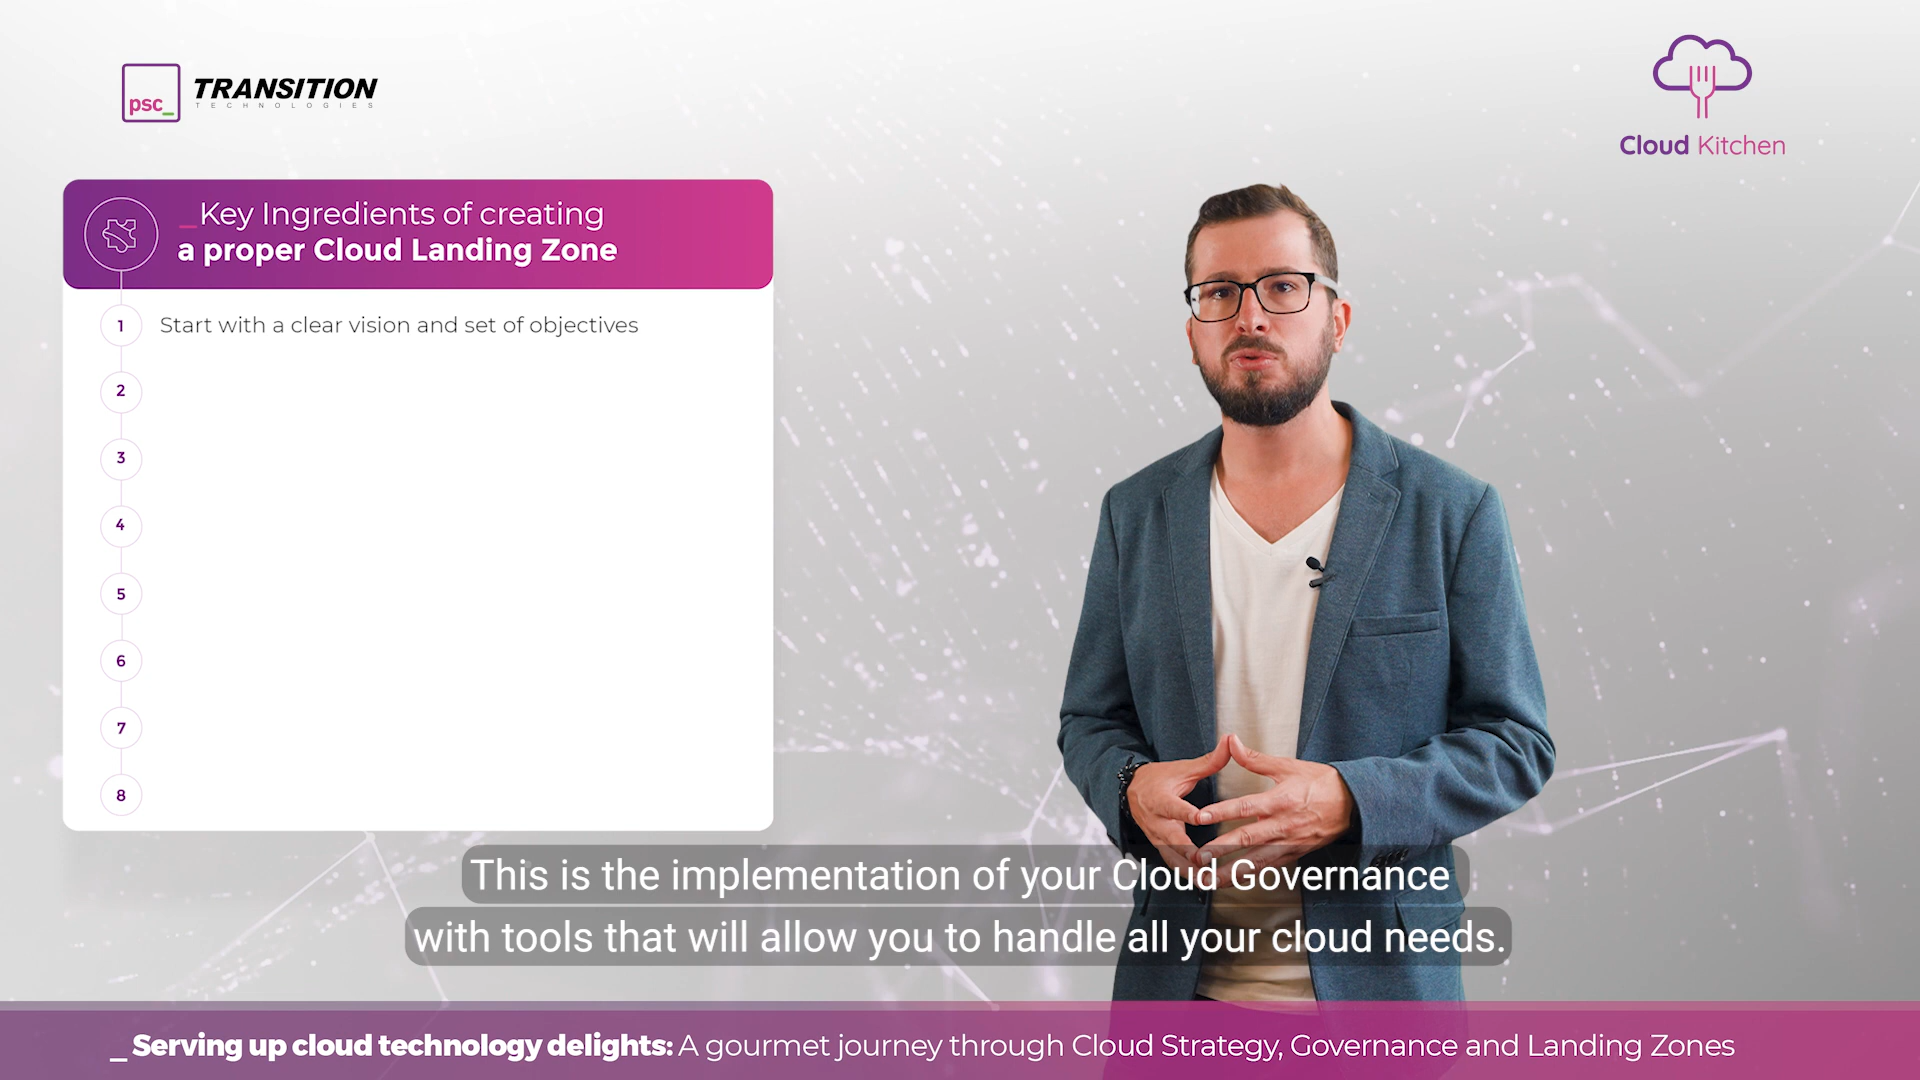 psc_
TRANSITION
TECHNOLOGIES
Cloud Kitchen
_Key Ingredients of creating
a proper Cloud Landing Zone
1 Start with a clear vision and set of objectives
2
3
4
5
6
7
8
This is the implementation of your Cloud Governance
with tools that will allow you to handle all your cloud needs.
_Serving up cloud technology delights: A gourmet journey through Cloud Strategy, Governance and Landing Zones